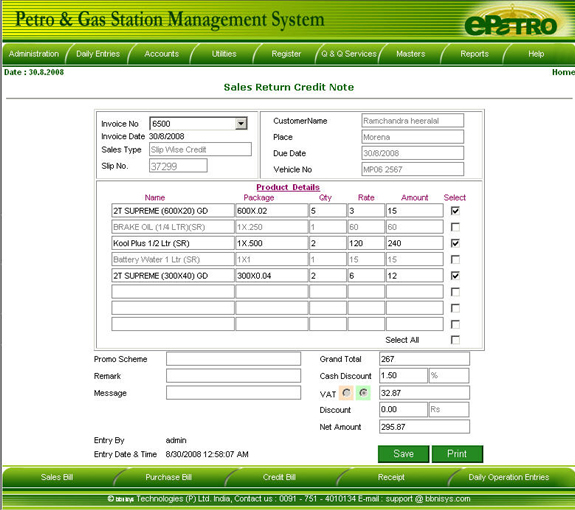 Petro & Gas Station Management System
ePetro
Administration Daily Entries Accounts Utilities Register Q & Q Services Masters Reports Help
Date : 30.8.2008 Home
Sales Return Credit Note
Invoice No 6500
Invoice Date 30/8/2008
Sales Type Slip Wise Credit
Slip No. 37299
CustomerName Ramchandra heeralal
Place Morena
Due Date 30/8/2008
Vehicle No MP06 2567
Product Details
Name Package Qty Rate Amount Select
2T SUPREME (600X20) GD 600X.02 5 3 15
BRAKE OIL (1/4 LTR)(SR) 1X.250 1 60 60
Kool Plus 1/2 Ltr (SR) 1X.500 2 120 240
Battery Water 1 Ltr (SR) 1X1 1 15 15
2T SUPREME (300X40) GD 300X0.04 2 6 12
Select All
Promo Scheme
Remark
Message
Grand Total 267
Cash Discount 1.50 %
VAT 32.87
Discount 0.00 Rs
Net Amount 295.87
Entry By admin
Entry Date & Time 8/30/2008 12:58:07 AM
Save Print
Sales Bill Purchase Bill Credit Bill Receipt Daily Operation Entries
© Technologies (P) Ltd. India, Contact us : 0091 - 751 - 4010134 E-mail : support @ bbnisys.com